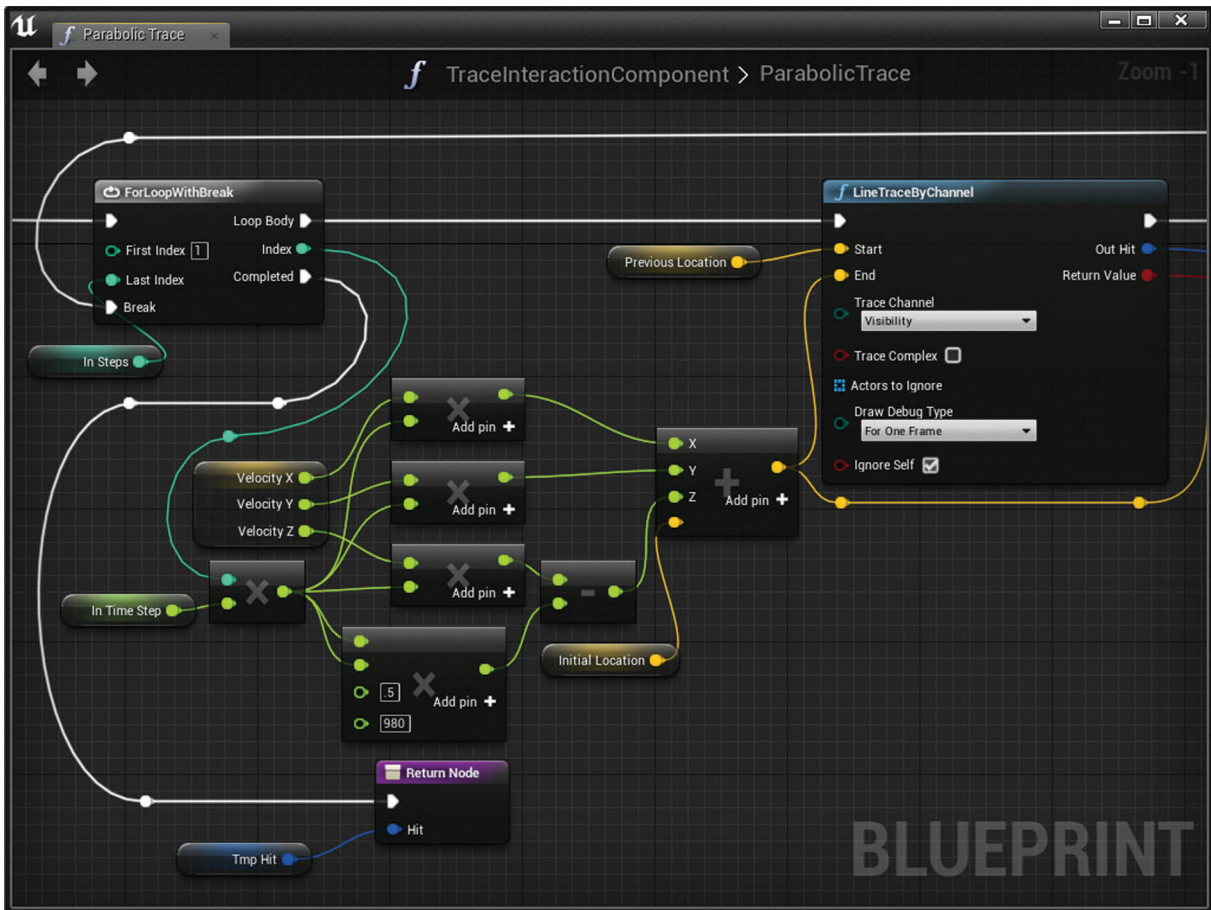 Parabolic Trace
TraceInteractionComponent > ParabolicTrace
Zoom -1
ForLoopWithBreak
Loop Body
First Index 1
Index
Last Index
Completed
Break
In Steps
Previous Location
LineTraceByChannel
Start
Out Hit
End
Return Value
Trace Channel
Visibility
Trace Complex
Actors to Ignore
Draw Debug Type
For One Frame
Ignore Self
Velocity X
Velocity Y
Velocity Z
Add pin +
Add pin +
Add pin +
X
Y
Z
Add pin +
In Time Step
Initial Location
.5
980
Add pin +
Return Node
Hit
Tmp Hit
BLUEPRINT